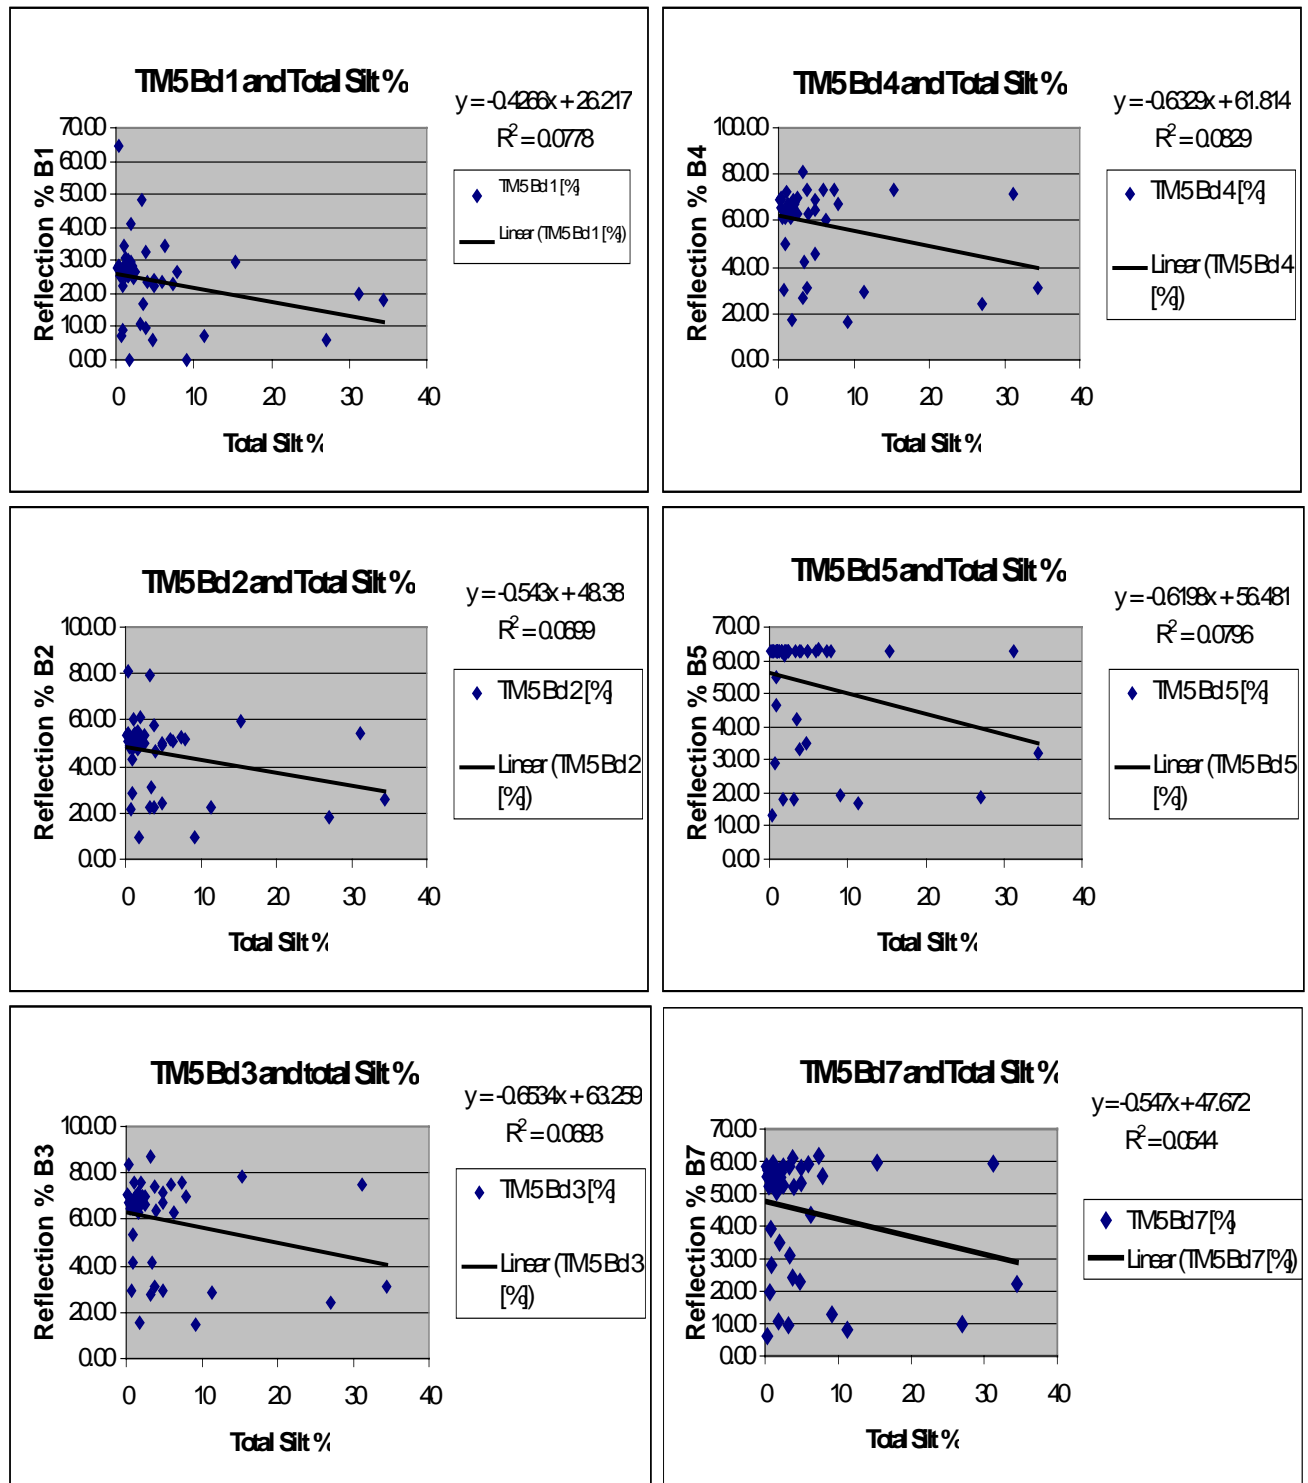 TM5 Bd 1 and Total Silt %
y = -0.4266x + 26.217
R² = 0.0778
Reflection % B1
70.00
60.00
50.00
40.00
30.00
20.00
10.00
0.00
0 10 20 30 40
Total Silt %
TM5 Bd 1 [%]
Linear (TM5 Bd 1 [%])
TM5 Bd 4 and Total Silt %
y = -0.6329x + 61.814
R² = 0.0829
Reflection % B4
100.00
80.00
60.00
40.00
20.00
0.00
0 10 20 30 40
Total Silt %
TM5 Bd 4 [%]
Linear (TM5 Bd 4
[%])
TM5 Bd 2 and Total Silt %
y = -0.543x + 48.38
R² = 0.0699
Reflection % B2
100.00
80.00
60.00
40.00
20.00
0.00
0 10 20 30 40
Total Silt %
TM5 Bd 2 [%]
Linear (TM5 Bd 2
[%])
TM5 Bd 5 and Total Silt %
y = -0.6198x + 56.481
R² = 0.0796
Reflection % B5
70.00
60.00
50.00
40.00
30.00
20.00
10.00
0.00
0 10 20 30 40
Total Silt %
TM5 Bd 5 [%]
Linear (TM5 Bd 5
[%])
TM5 Bd 3 and total Silt %
y = -0.6534x + 63.259
R² = 0.0693
Reflection % B3
100.00
80.00
60.00
40.00
20.00
0.00
0 10 20 30 40
Total Silt %
TM5 Bd 3 [%]
Linear (TM5 Bd 3
[%])
TM5 Bd 7 and Total Silt %
y = -0.547x + 47.672
R² = 0.0544
Reflection % B7
70.00
60.00
50.00
40.00
30.00
20.00
10.00
0.00
0 10 20 30 40
Total Silt %
TM5 Bd 7 [%]
Linear (TM5 Bd 7 [%])